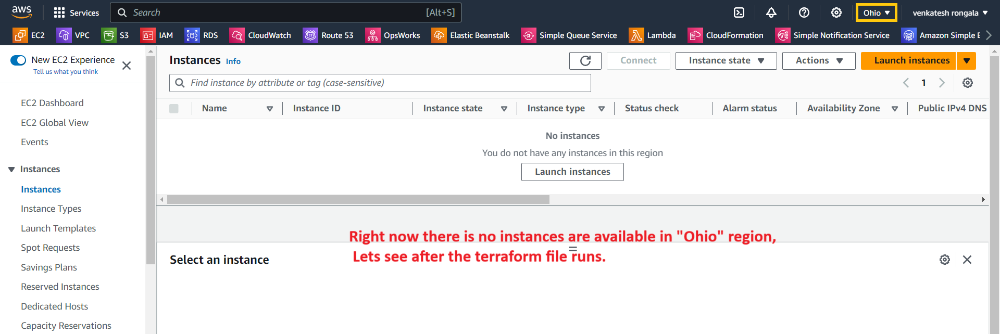 aws
Services
Search
[Alt+S]
Ohio
venkatesh rongala
EC2
VPC
S3
IAM
RDS
CloudWatch
Route 53
OpsWorks
Elastic Beanstalk
Simple Queue Service
Lambda
CloudFormation
Simple Notification Service
Amazon Simple E
New EC2 Experience
Tell us what you think
EC2 Dashboard
EC2 Global View
Events
Instances
Instances
Instance Types
Launch Templates
Spot Requests
Savings Plans
Reserved Instances
Dedicated Hosts
Capacity Reservations
Instances Info
Connect
Instance state
Actions
Launch instances
Find instance by attribute or tag (case-sensitive)
1
Name
Instance ID
Instance state
Instance type
Status check
Alarm status
Availability Zone
Public IPv4 DNS
No instances
You do not have any instances in this region
Launch instances
Right now there is no instances are available in "Ohio" region,
Lets see after the terraform file runs.
Select an instance